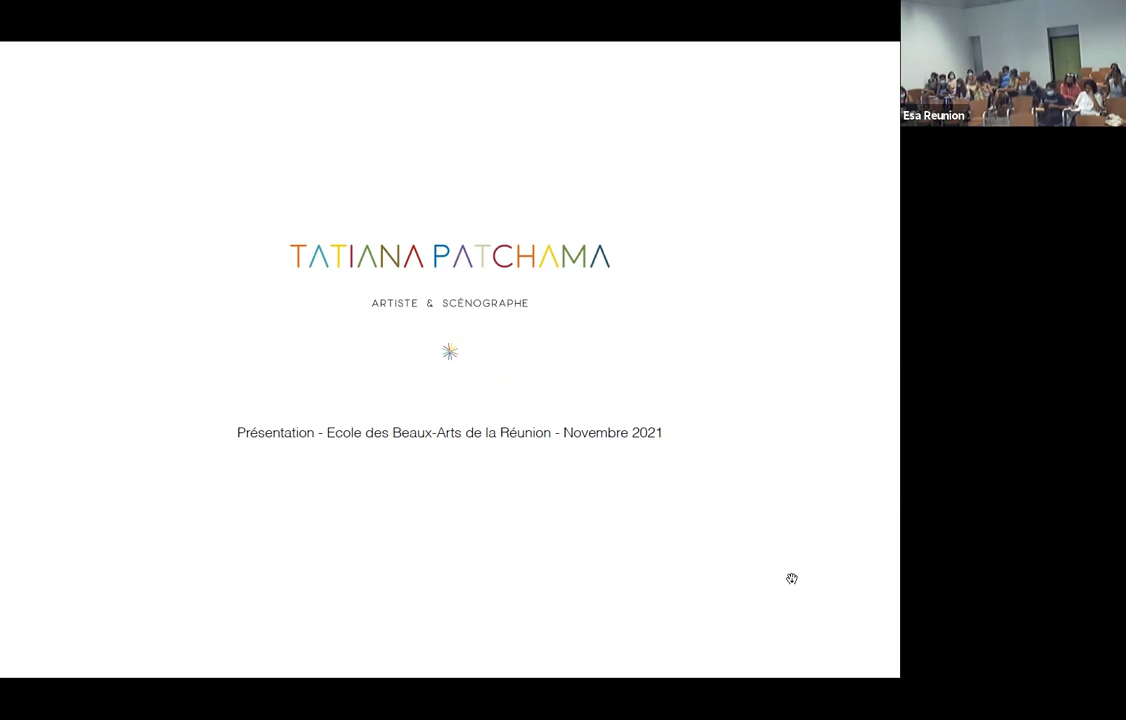 Esa Reunion
TATIANA PATCHAMA
ARTISTE & SCÉNOGRAPHE
Présentation - Ecole des Beaux-Arts de la Réunion - Novembre 2021